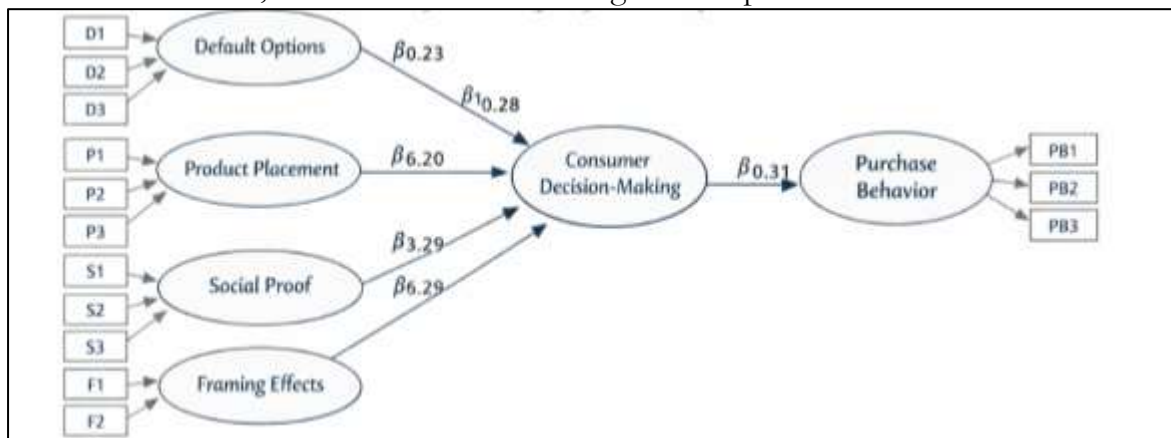 D1
D2
D3
Default Options
β0.23
β10.28
P1
P2
P3
Product Placement
β6.20
Consumer
Decision-Making
β0.31
Purchase
Behavior
PB1
PB2
PB3
S1
S2
S3
Social Proof
β3.29
β6.29
F1
F2
Framing Effects